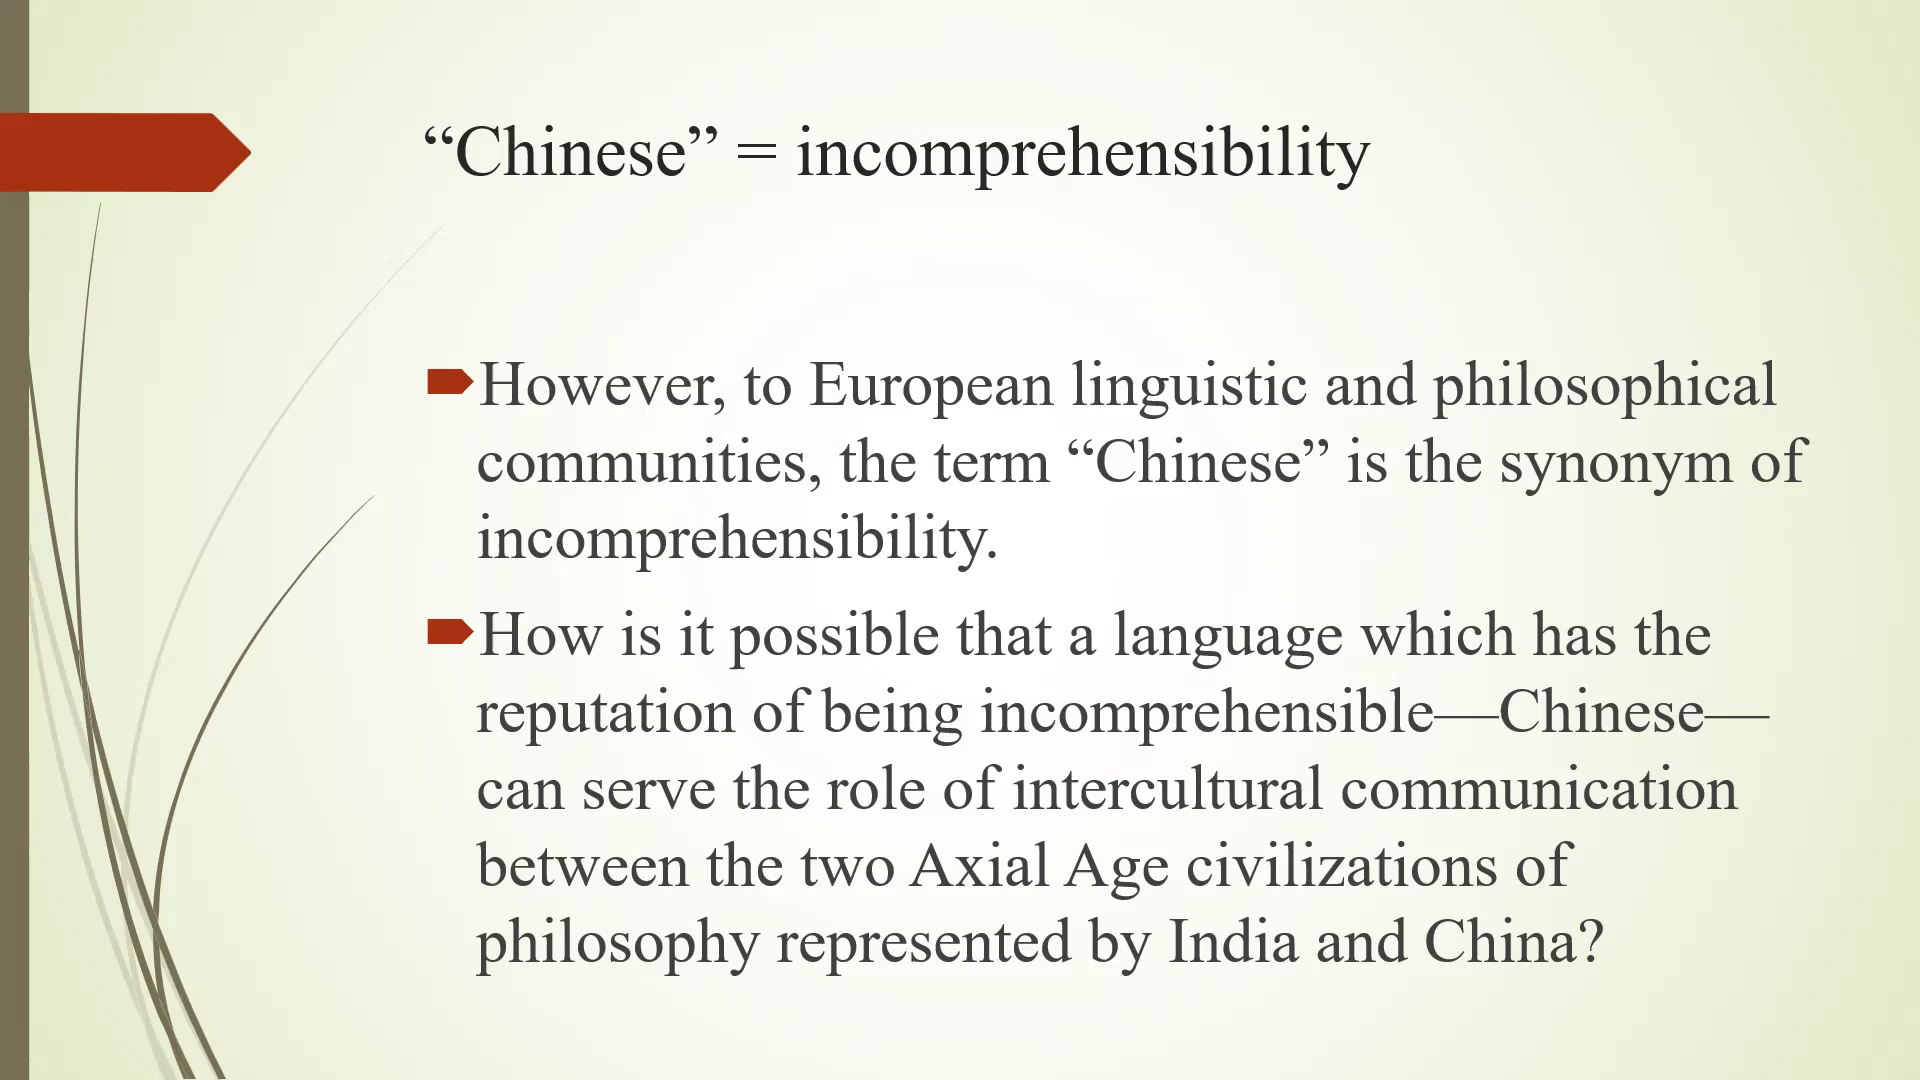 “Chinese” = incomprehensibility
However, to European linguistic and philosophical
communities, the term “Chinese” is the synonym of
incomprehensibility.
How is it possible that a language which has the
reputation of being incomprehensible—Chinese—
can serve the role of intercultural communication
between the two Axial Age civilizations of
philosophy represented by India and China?